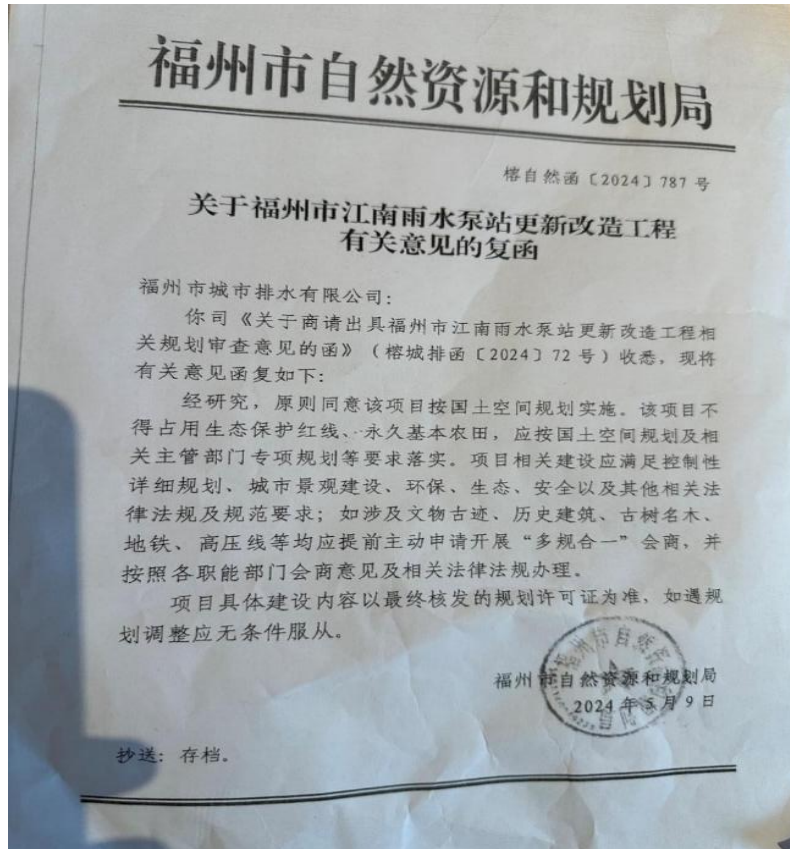 福州市自然资源和规划局
榕自然函〔2024〕787 号
关于福州市江南雨水泵站更新改造工程
有关意见的复函
福州市城市排水有限公司：
你司《关于商请出具福州市江南雨水泵站更新改造工程相
关规划审查意见的函》（榕城排函〔2024〕72 号）收悉，现将
有关意见函复如下：
经研究，原则同意该项目按国土空间规划实施。该项目不
得占用生态保护红线、永久基本农田，应按国土空间规划及相
关主管部门专项规划等要求落实。项目相关建设应满足控制性
详细规划、城市景观建设、环保、生态、安全以及其他相关法
律法规及规范要求；如涉及文物古迹、历史建筑、古树名木、
地铁、高压线等均应提前主动申请开展“多规合一”会商，并
按照各职能部门会商意见及相关法律法规办理。
项目具体建设内容以最终核发的规划许可证为准，如遇规
划调整应无条件服从。
福州市自然资源和规划局
2024 年 5 月 9 日
抄送：存档。